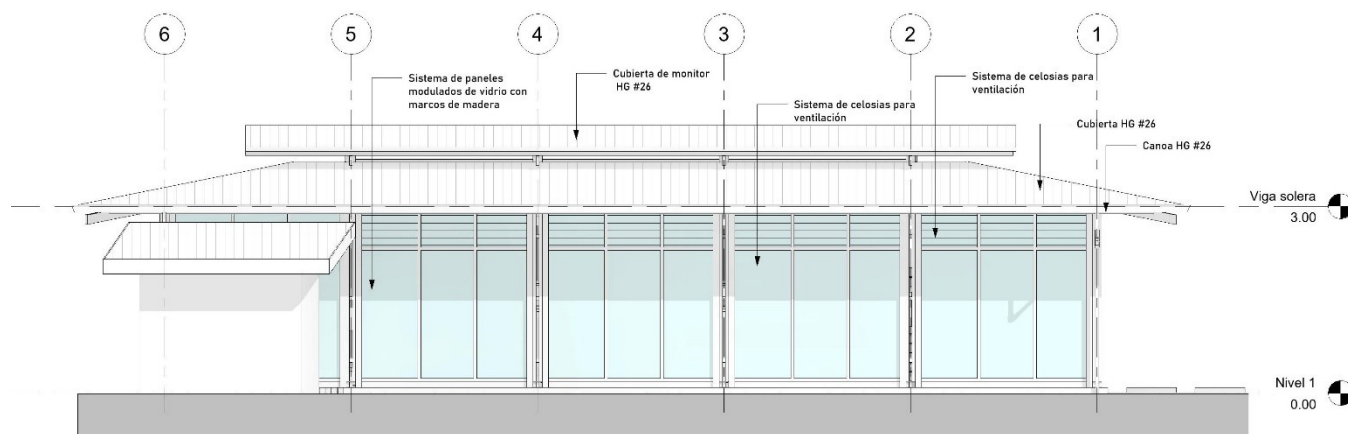 6 5 4 3 2 1
Sistema de paneles
modulados de vidrio con
marcos de madera
Cubierta de monitor
HG #26
Sistema de celosias para
ventilación
Sistema de celosias para
ventilación
Cubierta HG #26
Canoa HG #26
Viga solera
3.00
Nivel 1
0.00